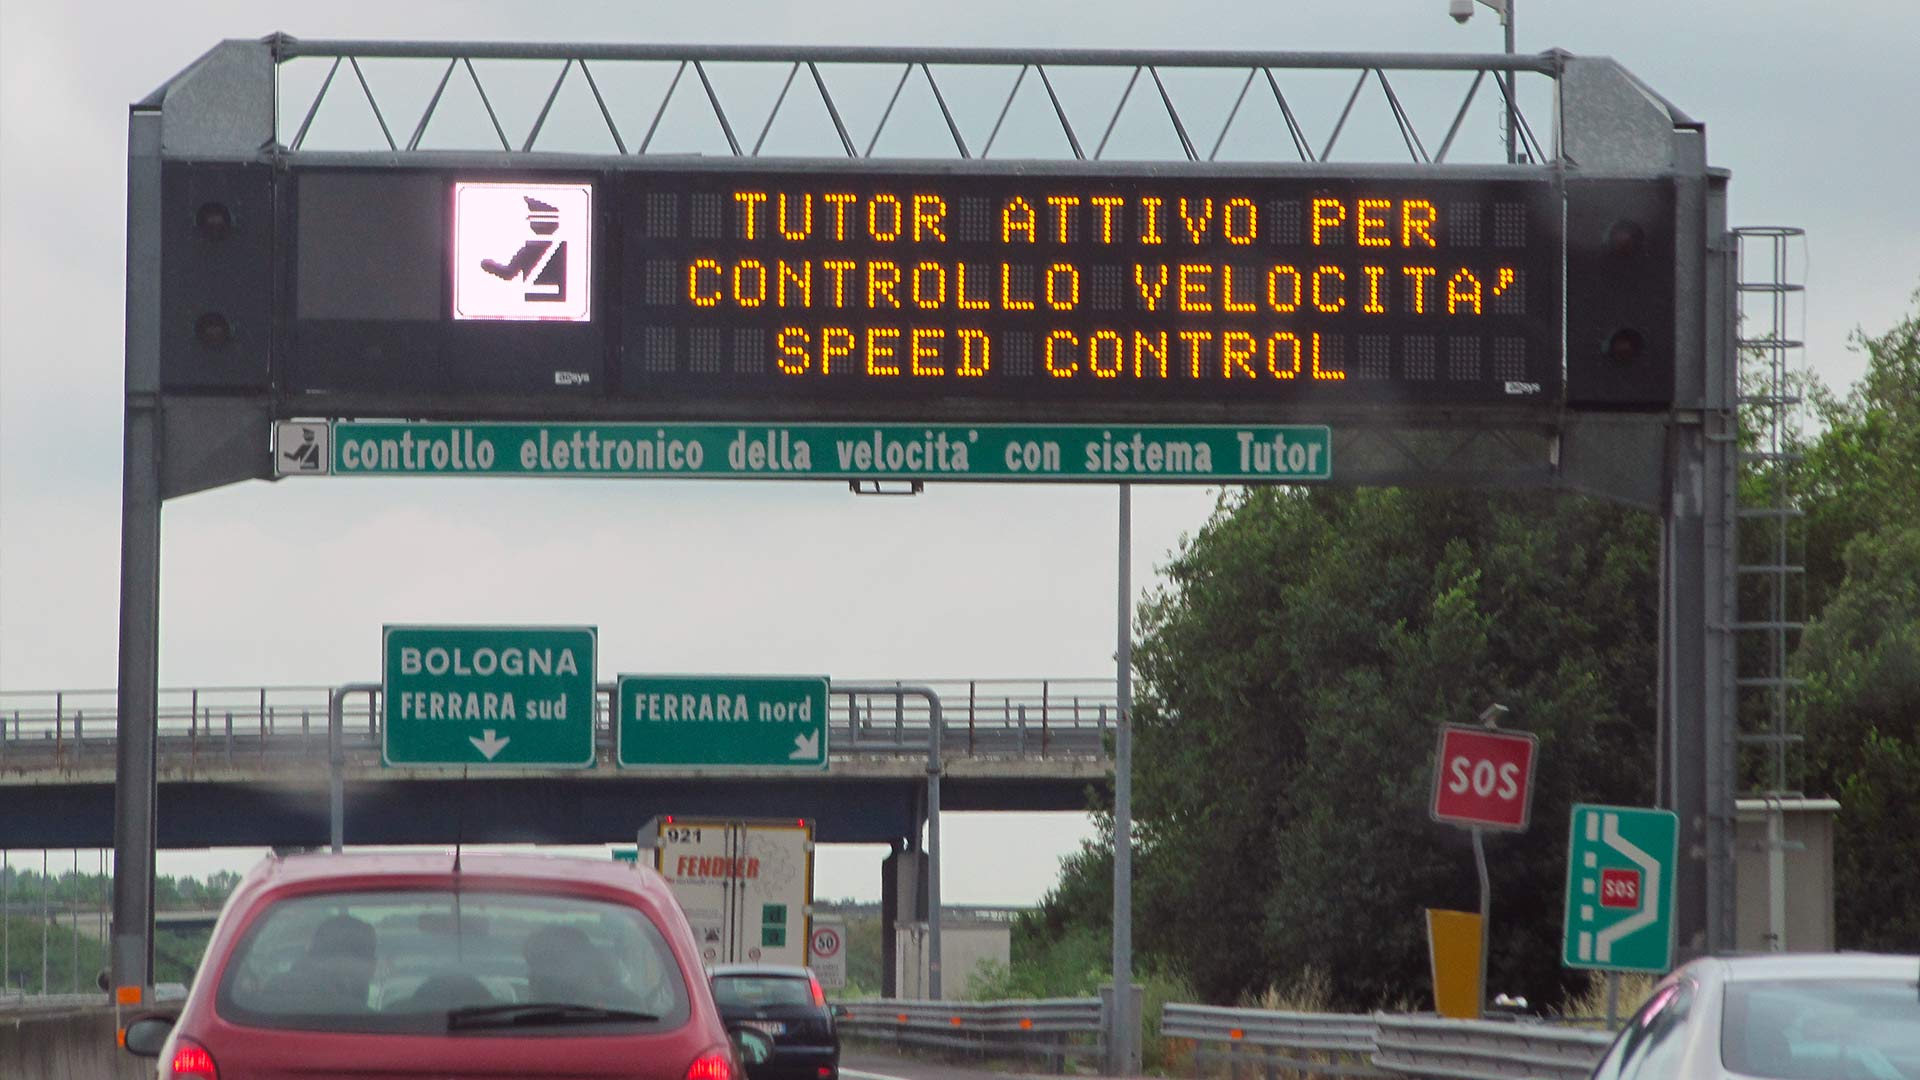 TUTOR ATTIVO PER
CONTROLLO VELOCITA'
SPEED CONTROL
controllo elettronico della velocita' con sistema Tutor
BOLOGNA
FERRARA sud
FERRARA nord
SOS
SOS
921
FENDLER
d
a
50